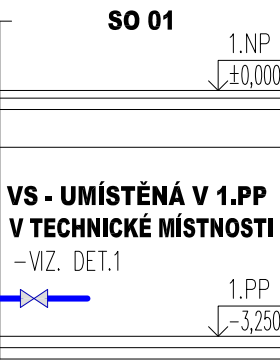 SO 01
1.NP
±0,000
VS - UMÍSTĚNÁ V 1.PP
V TECHNICKÉ MÍSTNOSTI
-VIZ. DET.1
1.PP
-3,250